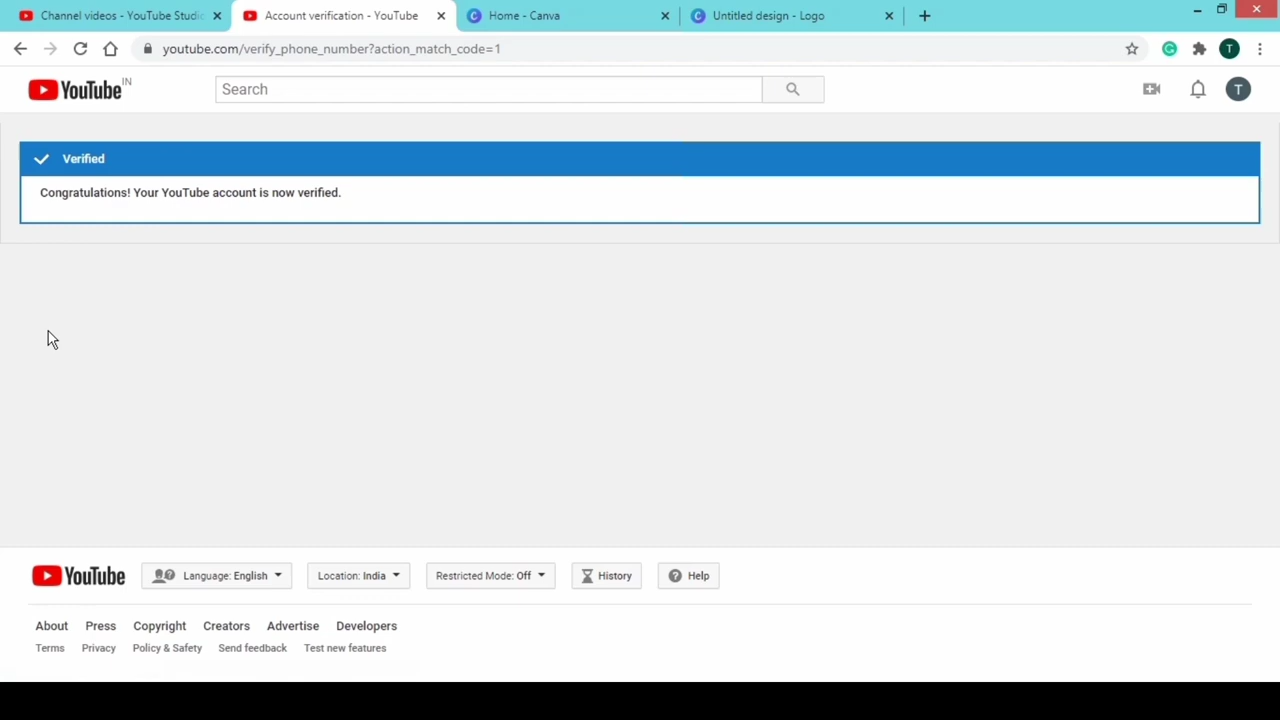 Channel videos - YouTube Studio
Account verification - YouTube
Home - Canva
Untitled design - Logo
youtube.com/verify_phone_number?action_match_code=1
T
YouTube IN
Search
T
Verified
Congratulations! Your YouTube account is now verified.
YouTube
Language: English
Location: India
Restricted Mode: Off
History
Help
About Press Copyright Creators Advertise Developers
Terms Privacy Policy & Safety Send feedback Test new features